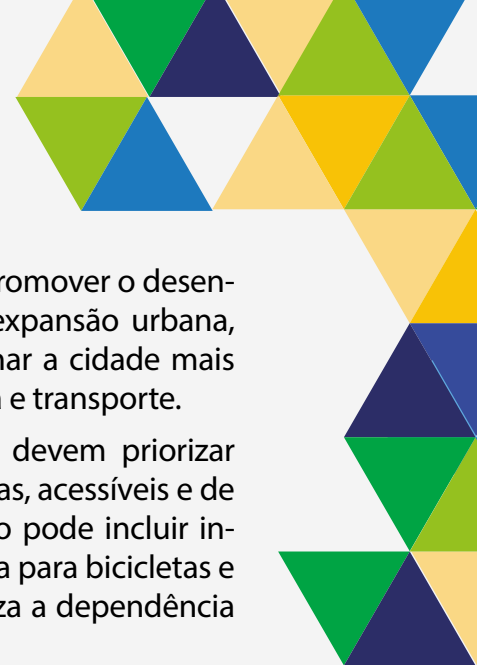 romover o desen-
expansão urbana,
nar a cidade mais
e transporte.
devem priorizar
as, acessíveis e de
o pode incluir in-
a para bicicletas e
za a dependência